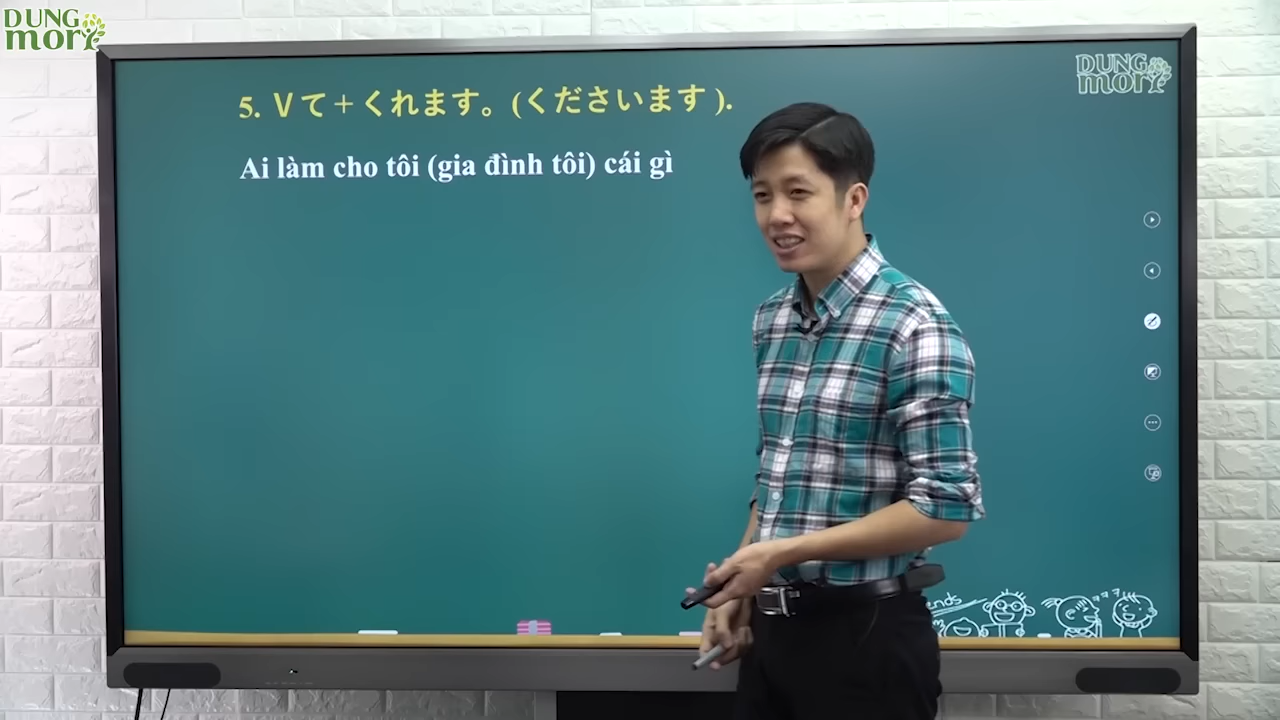 DUNG
mori
DUNG
mori
5. Vて+くれます。(くださいます).
Ai làm cho tôi (gia đình tôi) cái gì
ends
???